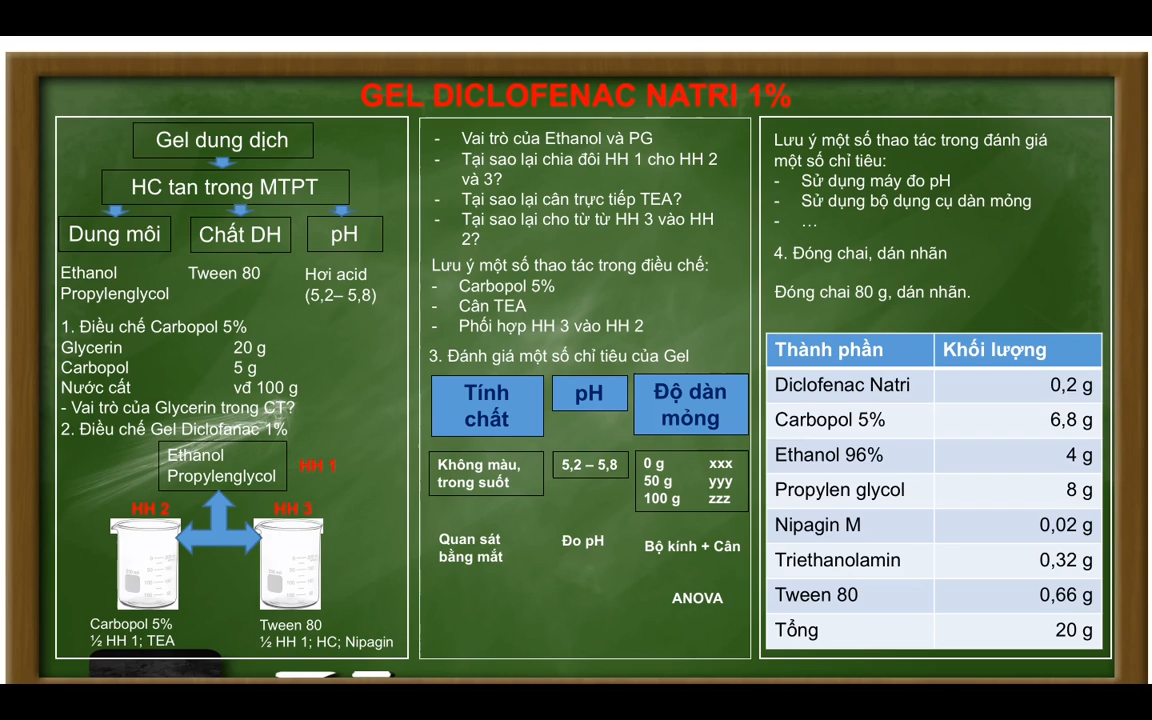 GEL DICLOFENAC NATRI 1%
Gel dung dịch
HC tan trong MTPT
Dung môi
Chất DH
pH
Ethanol
Propylenglycol
Tween 80
Hơi acid
(5,2– 5,8)
1. Điều chế Carbopol 5%
Glycerin 20 g
Carbopol 5 g
Nước cất vđ 100 g
- Vai trò của Glycerin trong CT?
2. Điều chế Gel Diclofanac 1%
Ethanol
Propylenglycol
HH 1
HH 2
HH 3
Carbopol 5%
½ HH 1; TEA
Tween 80
½ HH 1; HC; Nipagin
- Vai trò của Ethanol và PG
- Tại sao lại chia đôi HH 1 cho HH 2
và 3?
- Tại sao lại cân trực tiếp TEA?
- Tại sao lại cho từ từ HH 3 vào HH
2?
Lưu ý một số thao tác trong điều chế:
- Carbopol 5%
- Cân TEA
- Phối hợp HH 3 vào HH 2
3. Đánh giá một số chỉ tiêu của Gel
Tính
chất
pH
Độ dàn
mỏng
Không màu,
trong suốt
5,2 – 5,8
0 g xxx
50 g yyy
100 g zzz
Quan sát
bằng mắt
Đo pH
Bộ kính + Cân
ANOVA
Lưu ý một số thao tác trong đánh giá
một số chỉ tiêu:
- Sử dụng máy đo pH
- Sử dụng bộ dụng cụ dàn mỏng
- …
4. Đóng chai, dán nhãn
Đóng chai 80 g, dán nhãn.
Thành phần Khối lượng
Diclofenac Natri 0,2 g
Carbopol 5% 6,8 g
Ethanol 96% 4 g
Propylen glycol 8 g
Nipagin M 0,02 g
Triethanolamin 0,32 g
Tween 80 0,66 g
Tổng 20 g